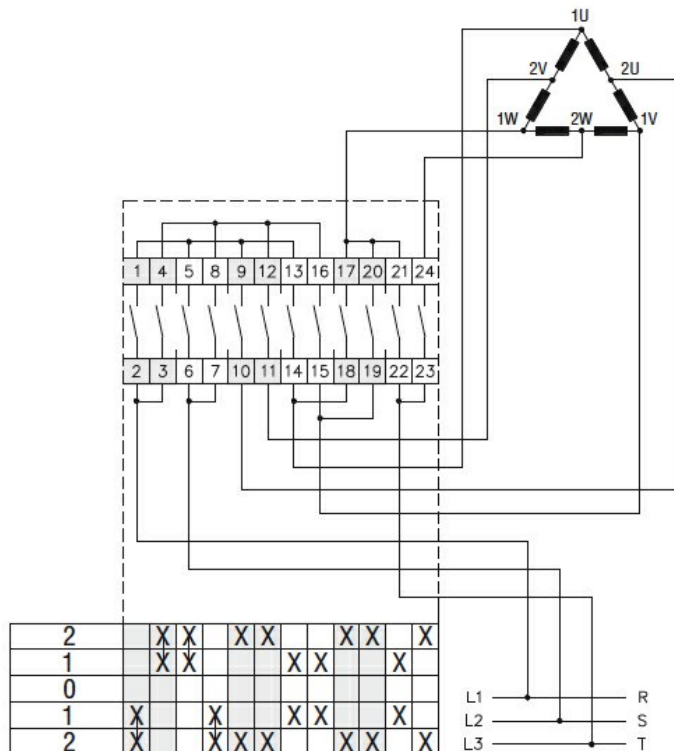 1U
2V 2U
1W 2W 1V
1 4 5 8 9 12 13 16 17 20 21 24
2 3 6 7 10 11 14 15 18 19 22 23
2 X X X X X X X
1 X X X X X
0
1 X X X X X
2 X X X X X X X
L1 R
L2 S
L3 T